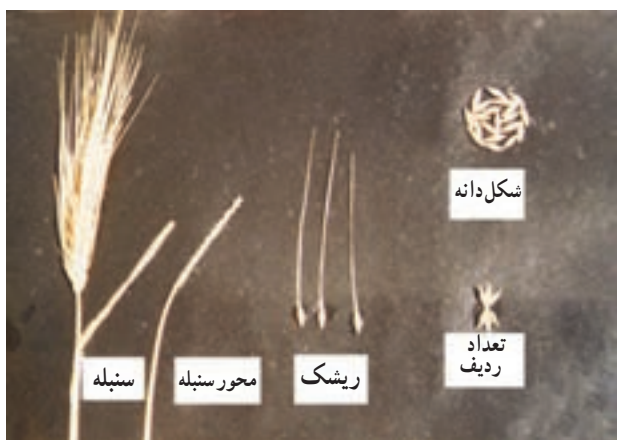 شکل دانه
تعداد
ردیف
ریشک
محور سنبله
سنبله